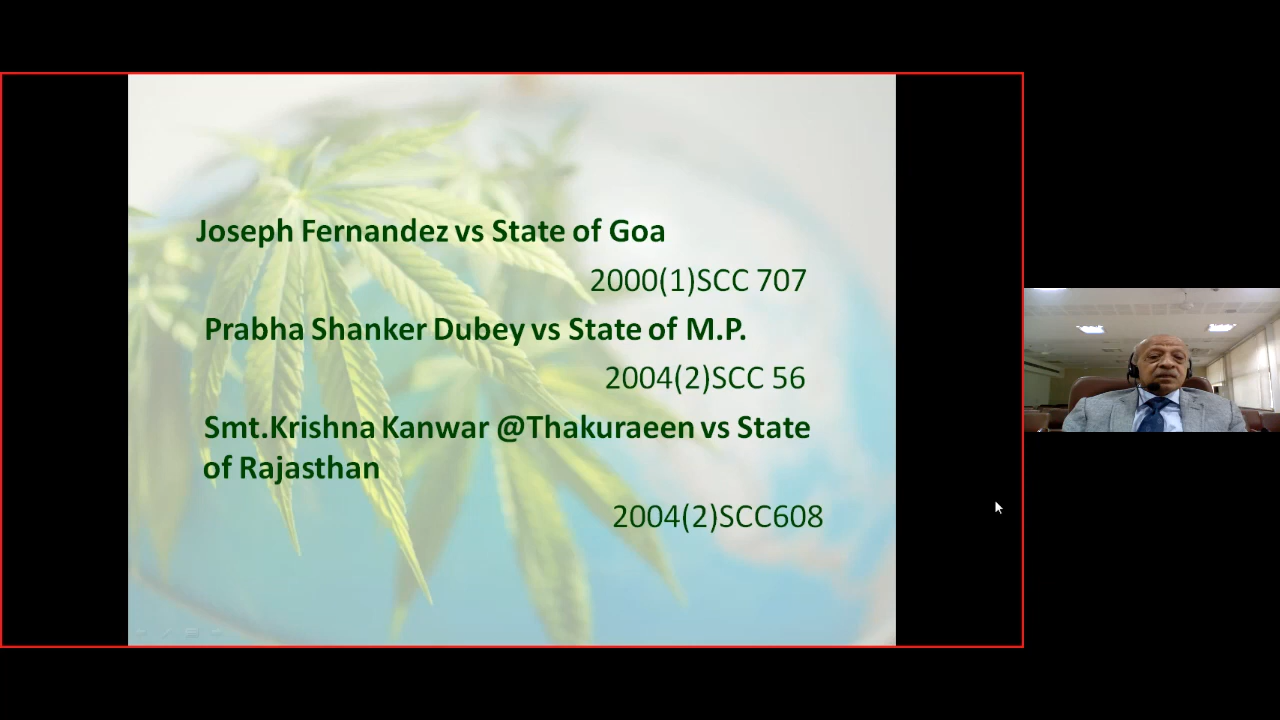 Joseph Fernandez vs State of Goa
2000(1)SCC 707
Prabha Shanker Dubey vs State of M.P.
2004(2)SCC 56
Smt.Krishna Kanwar @Thakuraeen vs State
of Rajasthan
2004(2)SCC608